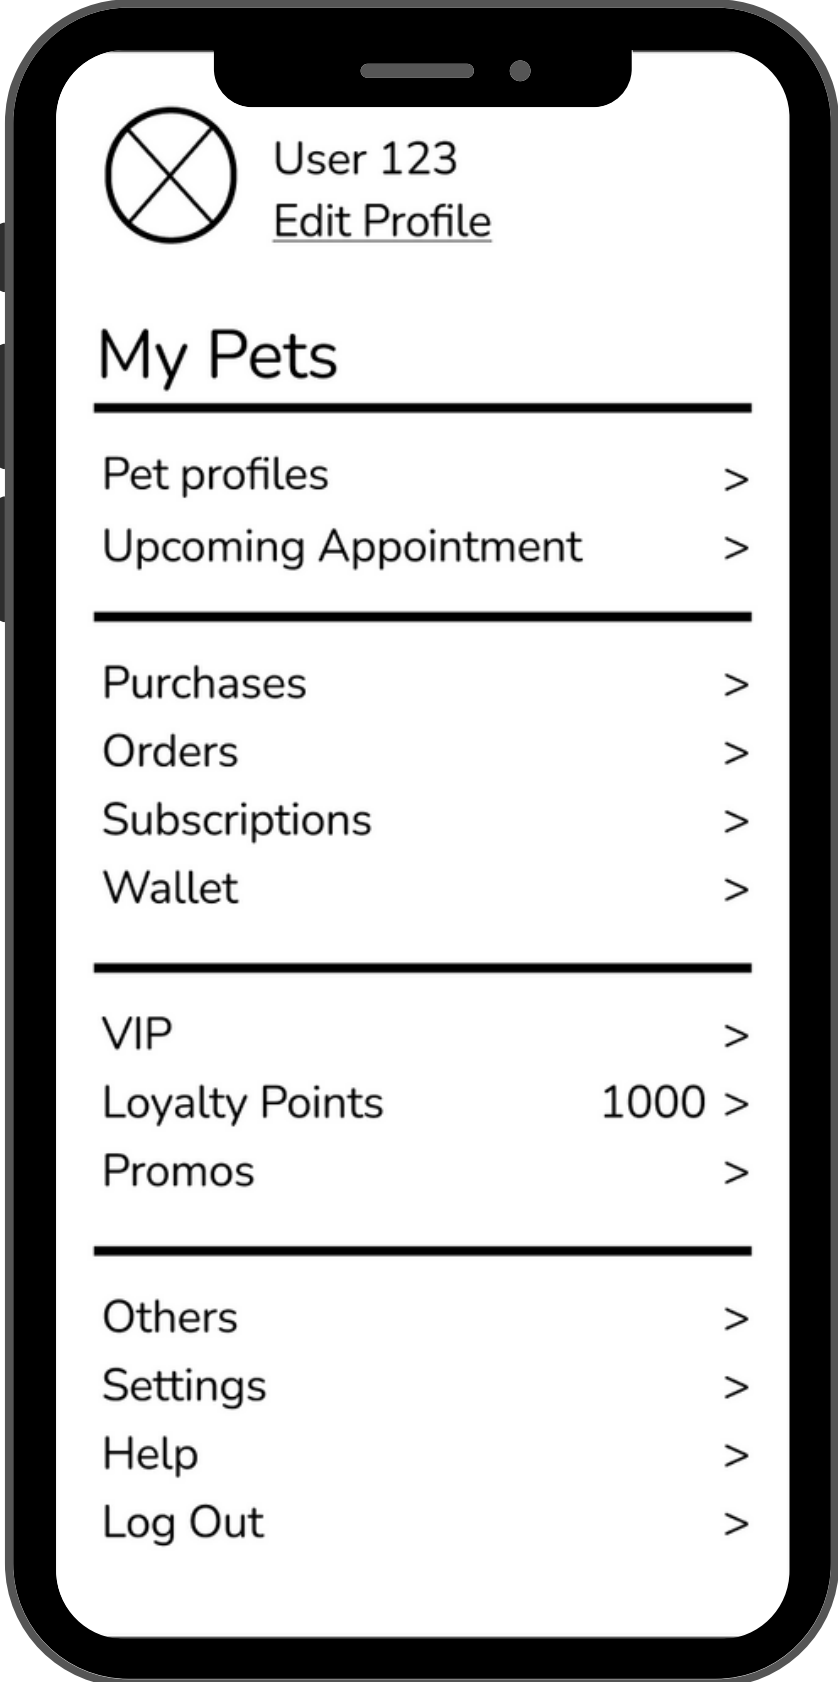 User 123
Edit Profile
My Pets
Pet profiles >
Upcoming Appointment >
Purchases >
Orders >
Subscriptions >
Wallet >
VIP >
Loyalty Points 1000 >
Promos >
Others >
Settings >
Help >
Log Out >